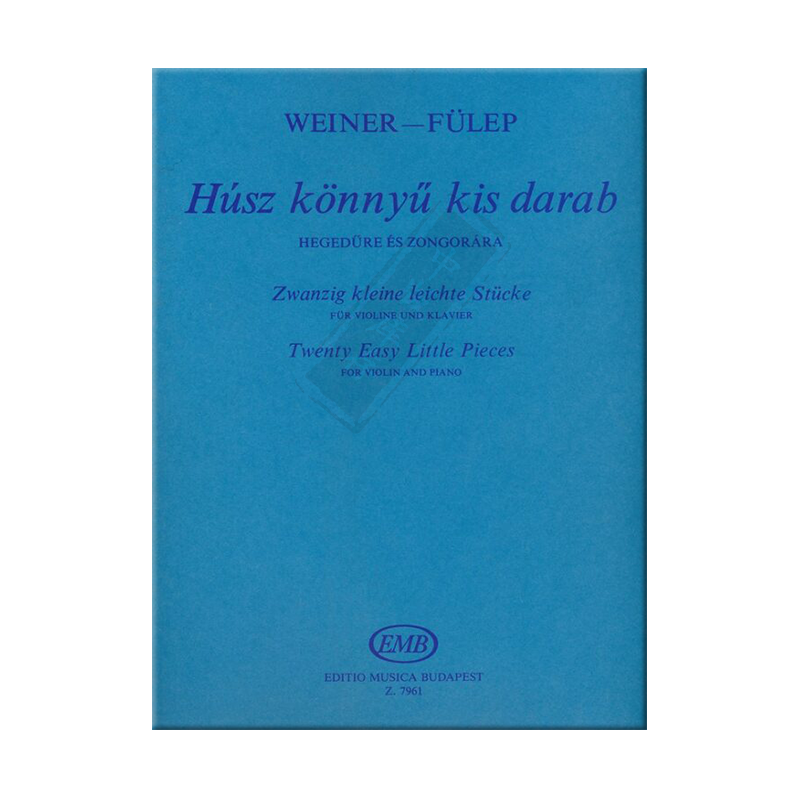 WEINER—FÜLEP
Húsz könnyű kis darab
HEGEDŰRE ÉS ZONGORÁRA
Zwanzig kleine leichte Stücke
FÜR VIOLINE UND KLAVIER
Twenty Easy Little Pieces
FOR VIOLIN AND PIANO
EMB
EDITIO MUSICA BUDAPEST
Z. 7961